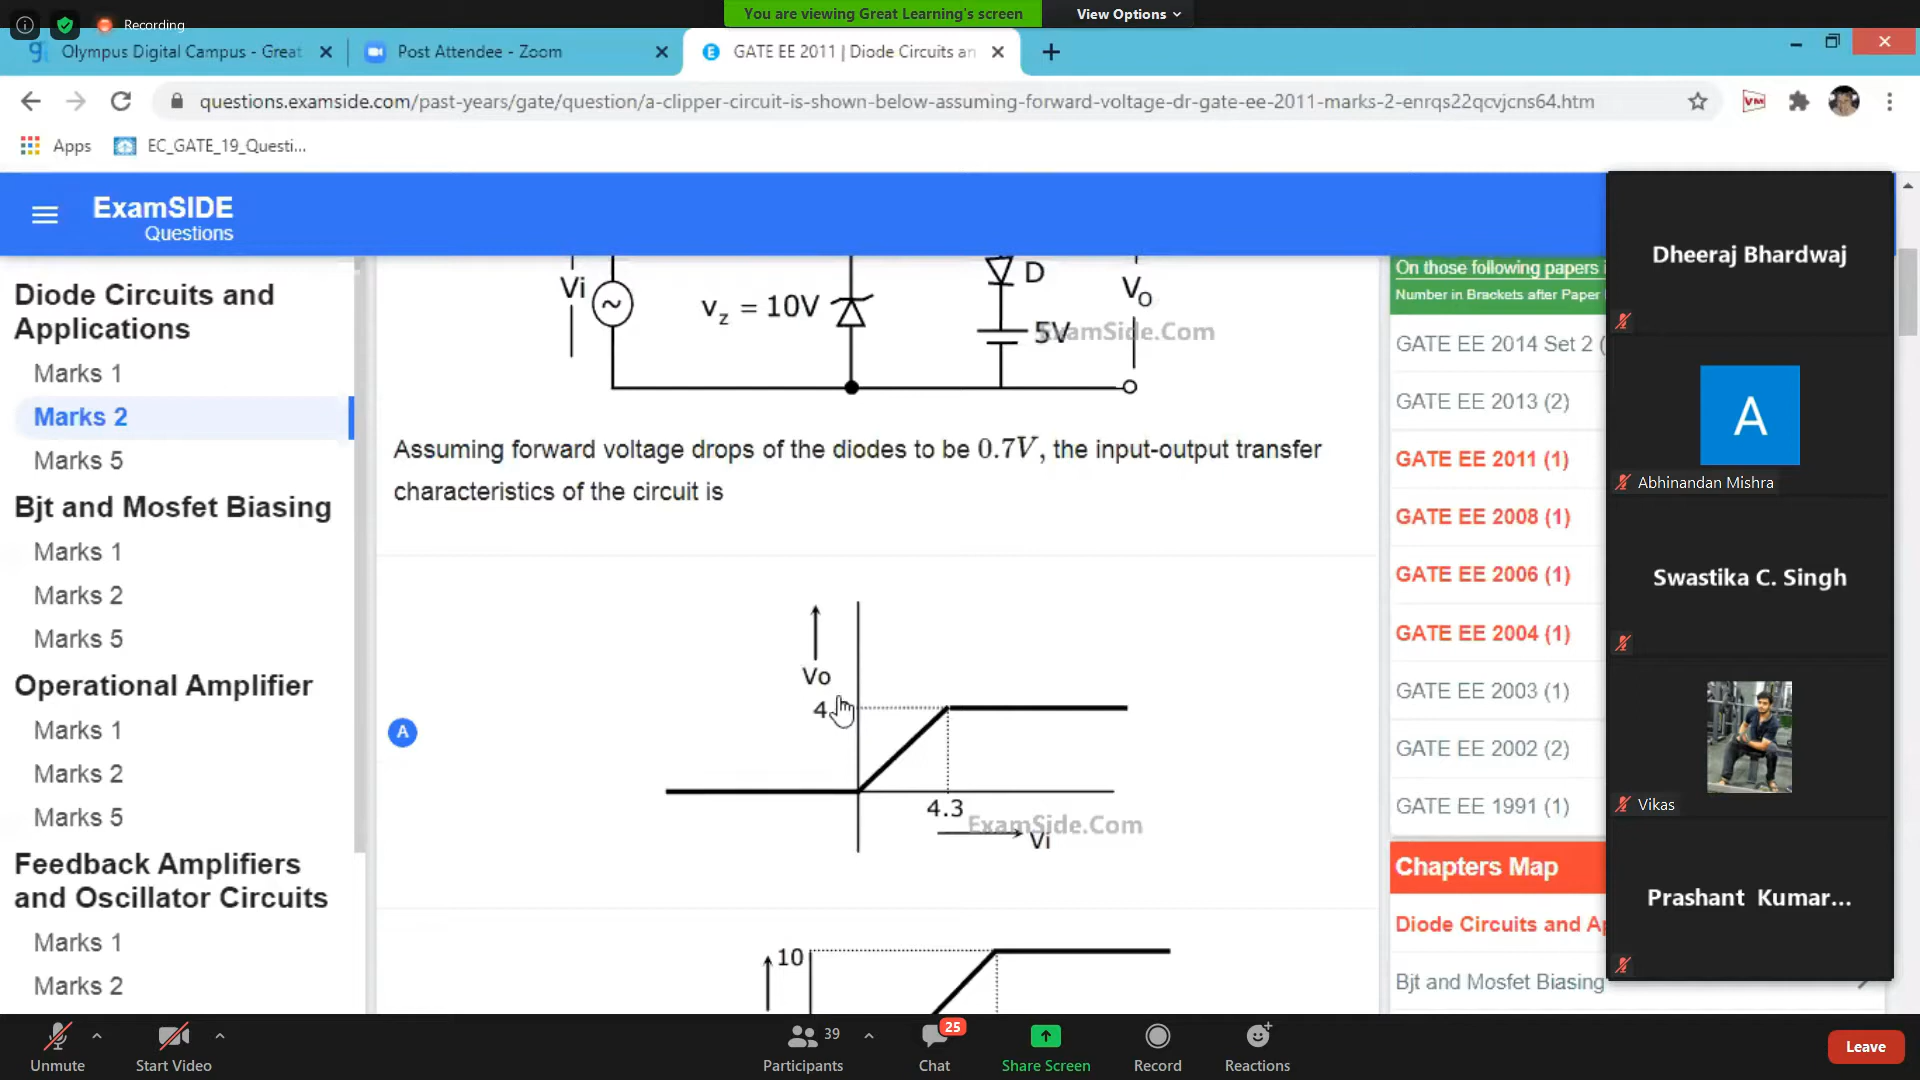 Recording
You are viewing Great Learning's screen
View Options
Olympus Digital Campus - Great
Post Attendee - Zoom
GATE EE 2011 | Diode Circuits an
questions.examside.com/past-years/gate/question/a-clipper-circuit-is-shown-below-assuming-forward-voltage-dr-gate-ee-2011-marks-2-enrqs22qcvjcns64.htm
Apps
EC_GATE_19_Questi...
ExamSIDE
Questions
Diode Circuits and
Applications
Marks 1
Marks 2
Marks 5
Bjt and Mosfet Biasing
Marks 1
Marks 2
Marks 5
Operational Amplifier
Marks 1
Marks 2
Marks 5
Feedback Amplifiers
and Oscillator Circuits
Marks 1
Marks 2
Vi
vz = 10V
D
5V
Vo
ExamSide.Com
Assuming forward voltage drops of the diodes to be 0.7V, the input-output transfer
characteristics of the circuit is
A
Vo
4
4.3
Vi
ExamSide.Com
10
On those following papers
Number in Brackets after Paper
GATE EE 2014 Set 2 (
GATE EE 2013 (2)
GATE EE 2011 (1)
GATE EE 2008 (1)
GATE EE 2006 (1)
GATE EE 2004 (1)
GATE EE 2003 (1)
GATE EE 2002 (2)
GATE EE 1991 (1)
Chapters Map
Diode Circuits and Ap
Bjt and Mosfet Biasing
Dheeraj Bhardwaj
A
Abhinandan Mishra
Swastika C. Singh
Vikas
Prashant Kumar...
Unmute
Start Video
39
Participants
25
Chat
Share Screen
Record
Reactions
Leave